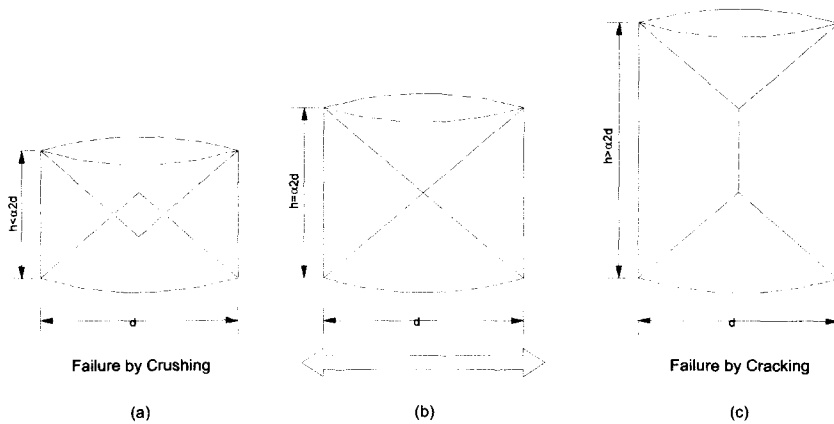 h<α2d
d
Failure by Crushing
(a)
h=α2d
d
(b)
h>α2d
d
Failure by Cracking
(c)